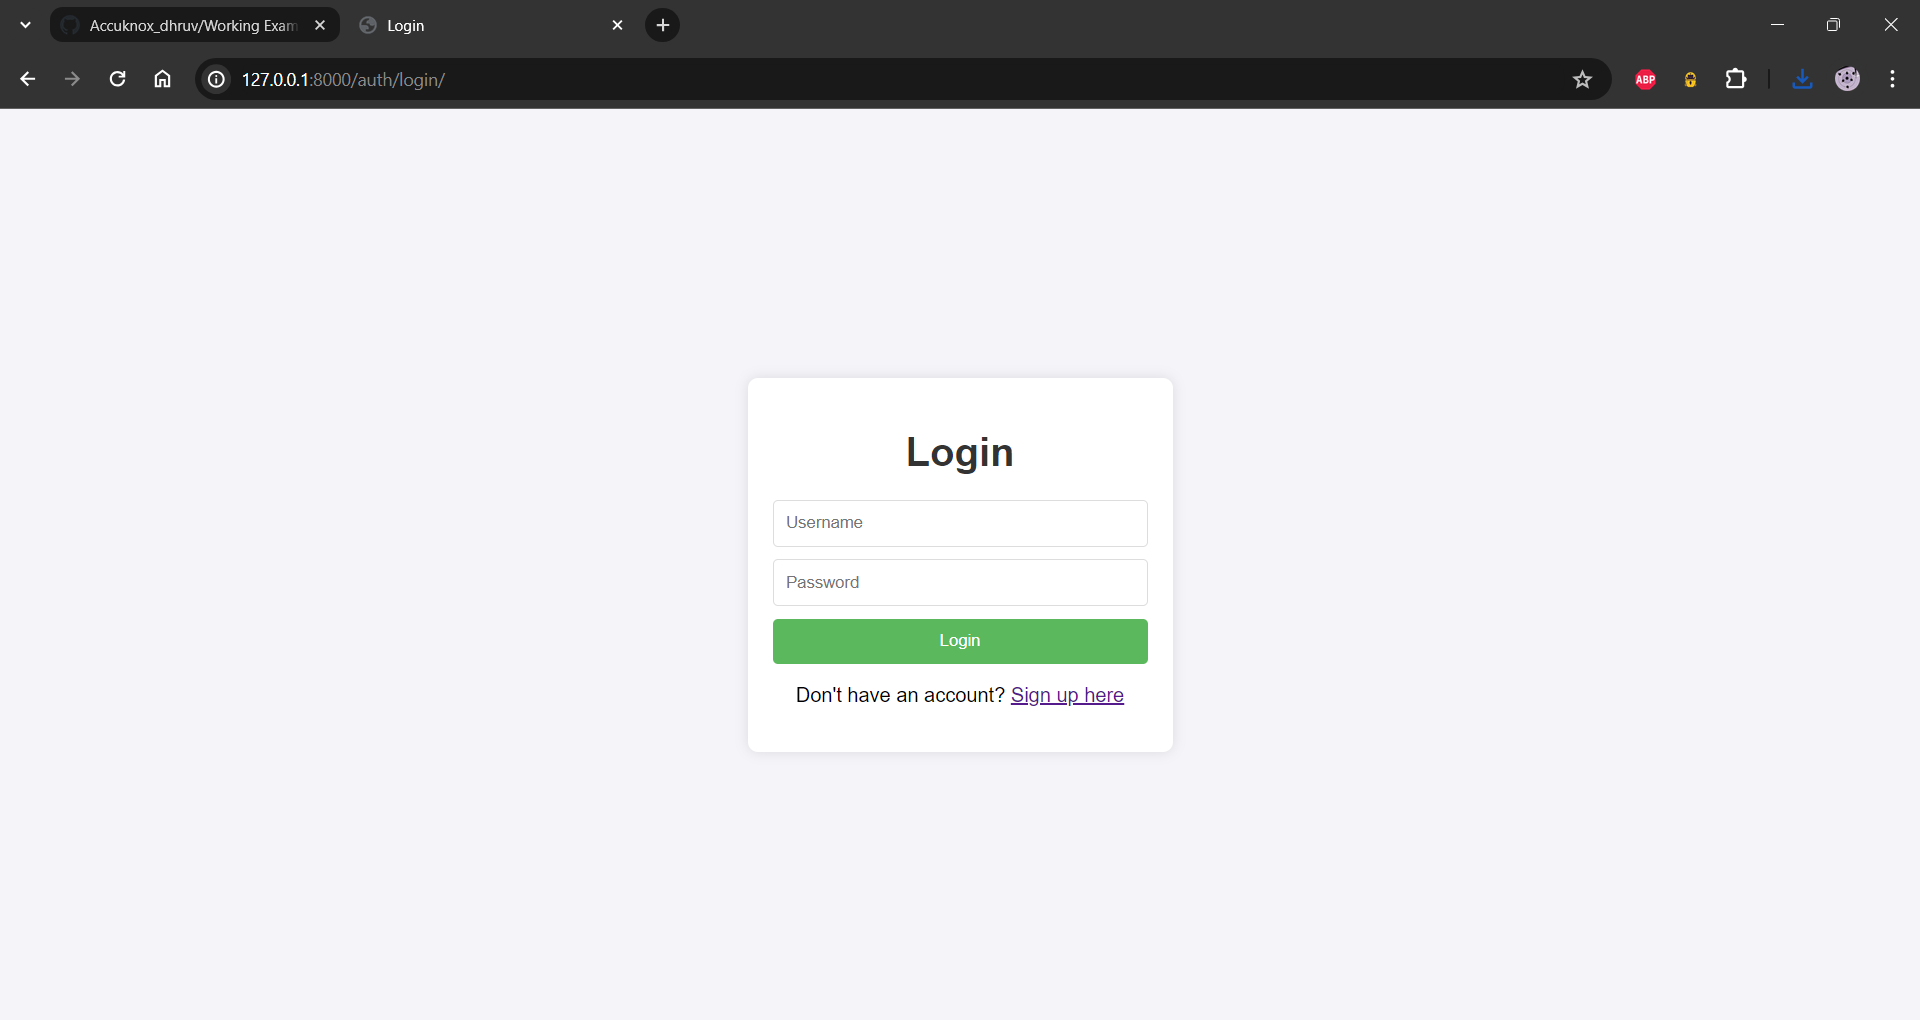 Accuknox_dhruv/Working Exam
Login
127.0.0.1:8000/auth/login/
ABP
Login
Username
Password
Login
Don't have an account? Sign up here